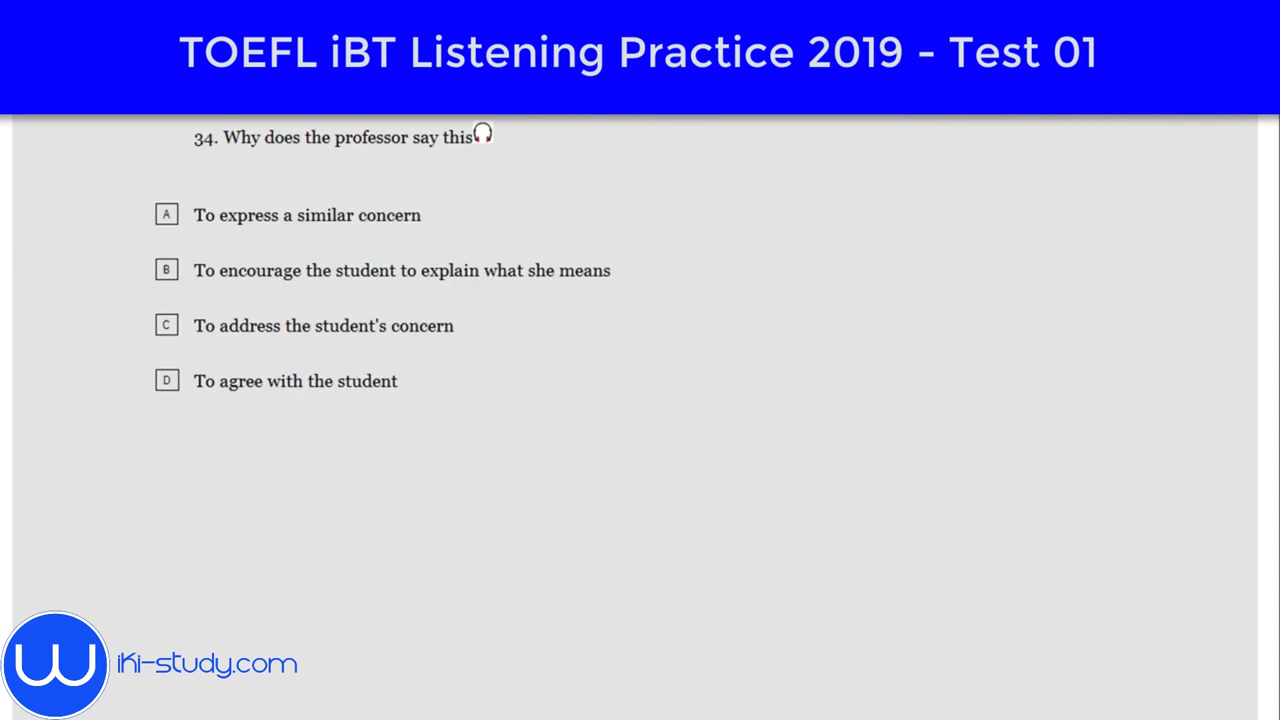 TOEFL iBT Listening Practice 2019 - Test 01
34. Why does the professor say this
A To express a similar concern
B To encourage the student to explain what she means
C To address the student's concern
D To agree with the student
W iki-study.com